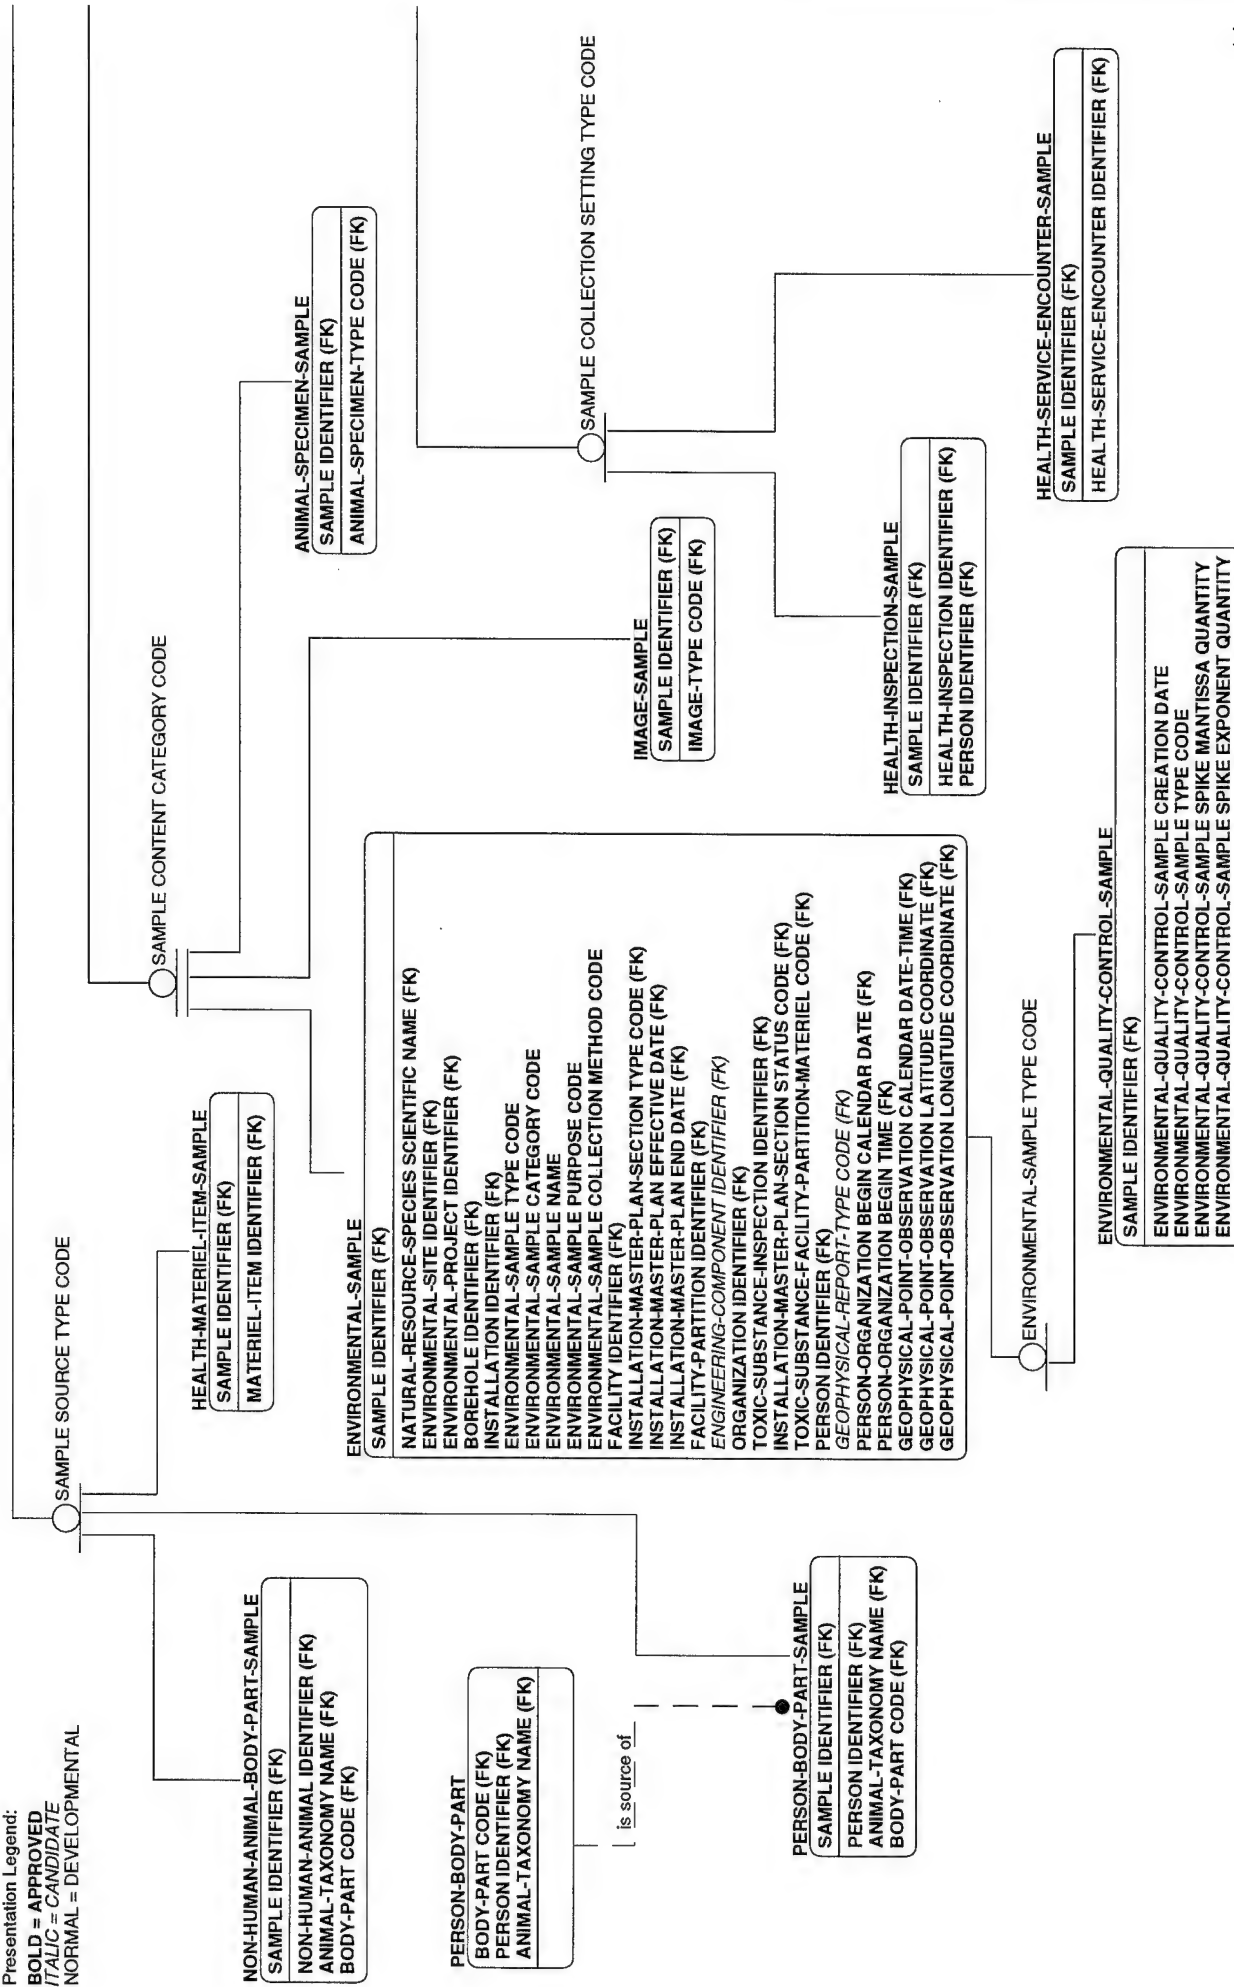 Presentation Legend:
BOLD = APPROVED
ITALIC = CANDIDATE
NORMAL = DEVELOPMENTAL
SAMPLE SOURCE TYPE CODE
SAMPLE CONTENT CATEGORY CODE
NON-HUMAN-ANIMAL-BODY-PART-SAMPLE
SAMPLE IDENTIFIER (FK)
NON-HUMAN-ANIMAL IDENTIFIER (FK)
ANIMAL-TAXONOMY NAME (FK)
BODY-PART CODE (FK)
HEALTH-MATERIEL-ITEM-SAMPLE
SAMPLE IDENTIFIER (FK)
MATERIEL-ITEM IDENTIFIER (FK)
ANIMAL-SPECIMEN-SAMPLE
SAMPLE IDENTIFIER (FK)
ANIMAL-SPECIMEN-TYPE CODE (FK)
PERSON-BODY-PART
BODY-PART CODE (FK)
PERSON IDENTIFIER (FK)
ANIMAL-TAXONOMY NAME (FK)
is source of
PERSON-BODY-PART-SAMPLE
SAMPLE IDENTIFIER (FK)
PERSON IDENTIFIER (FK)
ANIMAL-TAXONOMY NAME (FK)
BODY-PART CODE (FK)
ENVIRONMENTAL-SAMPLE
SAMPLE IDENTIFIER (FK)
NATURAL-RESOURCE-SPECIES SCIENTIFIC NAME (FK)
ENVIRONMENTAL-SITE IDENTIFIER (FK)
ENVIRONMENTAL-PROJECT IDENTIFIER (FK)
BOREHOLE IDENTIFIER (FK)
INSTALLATION IDENTIFIER (FK)
ENVIRONMENTAL-SAMPLE TYPE CODE
ENVIRONMENTAL-SAMPLE CATEGORY CODE
ENVIRONMENTAL-SAMPLE NAME
ENVIRONMENTAL-SAMPLE PURPOSE CODE
ENVIRONMENTAL-SAMPLE COLLECTION METHOD CODE
FACILITY IDENTIFIER (FK)
INSTALLATION-MASTER-PLAN-SECTION TYPE CODE (FK)
INSTALLATION-MASTER-PLAN EFFECTIVE DATE (FK)
INSTALLATION-MASTER-PLAN END DATE (FK)
FACILITY-PARTITION IDENTIFIER (FK)
ENGINEERING-COMPONENT IDENTIFIER (FK)
ORGANIZATION IDENTIFIER (FK)
TOXIC-SUBSTANCE-INSPECTION IDENTIFIER (FK)
INSTALLATION-MASTER-PLAN-SECTION STATUS CODE (FK)
TOXIC-SUBSTANCE-FACILITY-PARTITION-MATERIEL CODE (FK)
PERSON IDENTIFIER (FK)
GEOPHYSICAL-REPORT-TYPE CODE (FK)
PERSON-ORGANIZATION BEGIN CALENDAR DATE (FK)
PERSON-ORGANIZATION BEGIN TIME (FK)
GEOPHYSICAL-POINT-OBSERVATION CALENDAR DATE-TIME (FK)
GEOPHYSICAL-POINT-OBSERVATION LATITUDE COORDINATE (FK)
GEOPHYSICAL-POINT-OBSERVATION LONGITUDE COORDINATE (FK)
IMAGE-SAMPLE
SAMPLE IDENTIFIER (FK)
IMAGE-TYPE CODE (FK)
SAMPLE COLLECTION SETTING TYPE CODE
HEALTH-INSPECTION-SAMPLE
SAMPLE IDENTIFIER (FK)
HEALTH-INSPECTION IDENTIFIER (FK)
PERSON IDENTIFIER (FK)
HEALTH-SERVICE-ENCOUNTER-SAMPLE
SAMPLE IDENTIFIER (FK)
HEALTH-SERVICE-ENCOUNTER IDENTIFIER (FK)
ENVIRONMENTAL-SAMPLE TYPE CODE
ENVIRONMENTAL-QUALITY-CONTROL-SAMPLE
SAMPLE IDENTIFIER (FK)
ENVIRONMENTAL-QUALITY-CONTROL-SAMPLE CREATION DATE
ENVIRONMENTAL-QUALITY-CONTROL-SAMPLE TYPE CODE
ENVIRONMENTAL-QUALITY-CONTROL-SAMPLE SPIKE MANTISSA QUANTITY
ENVIRONMENTAL-QUALITY-CONTROL-SAMPLE SPIKE EXPONENT QUANTITY